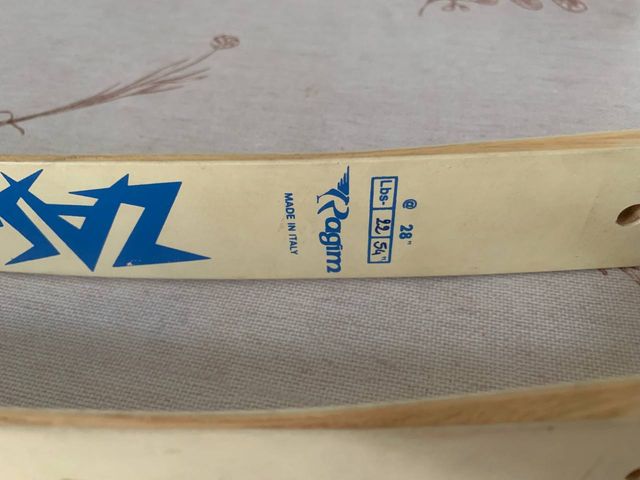 Ragim
MADE IN ITALY
@ 28"
Lbs- 22 54"